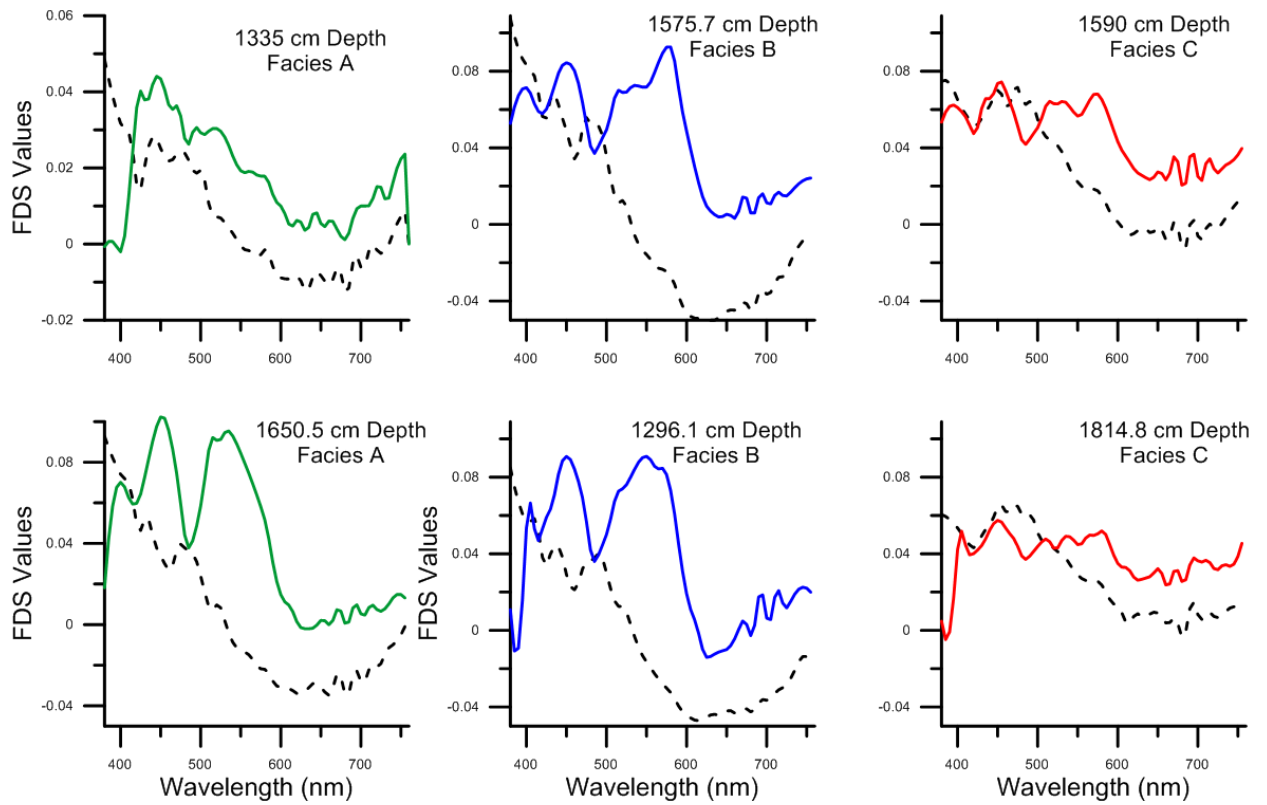 0.06
0.04
0.02
0
-0.02
FDS Values
1335 cm Depth
Facies A
400 500 600 700
0.08
0.04
0
-0.04
1575.7 cm Depth
Facies B
400 500 600 700
0.08
0.04
0
-0.04
1590 cm Depth
Facies C
400 500 600 700
0.08
0.04
0
-0.04
FDS Values
1650.5 cm Depth
Facies A
400 500 600 700
Wavelength (nm)
0.08
0.04
0
-0.04
FDS Values
1296.1 cm Depth
Facies B
400 500 600 700
Wavelength (nm)
0.08
0.04
0
-0.04
1814.8 cm Depth
Facies C
400 500 600 700
Wavelength (nm)